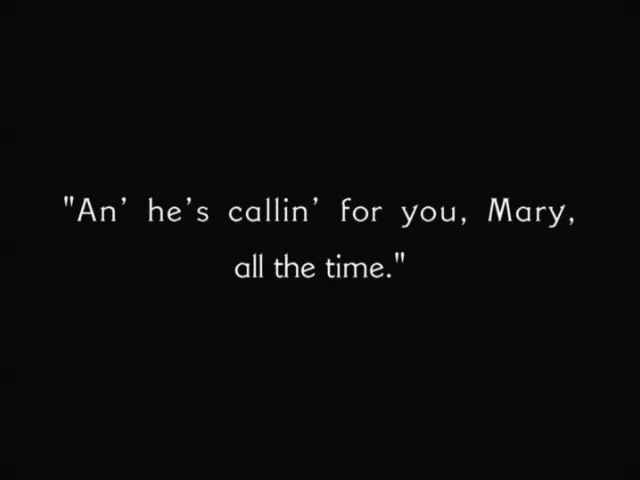 "An’ he’s callin’ for you, Mary,
all the time."